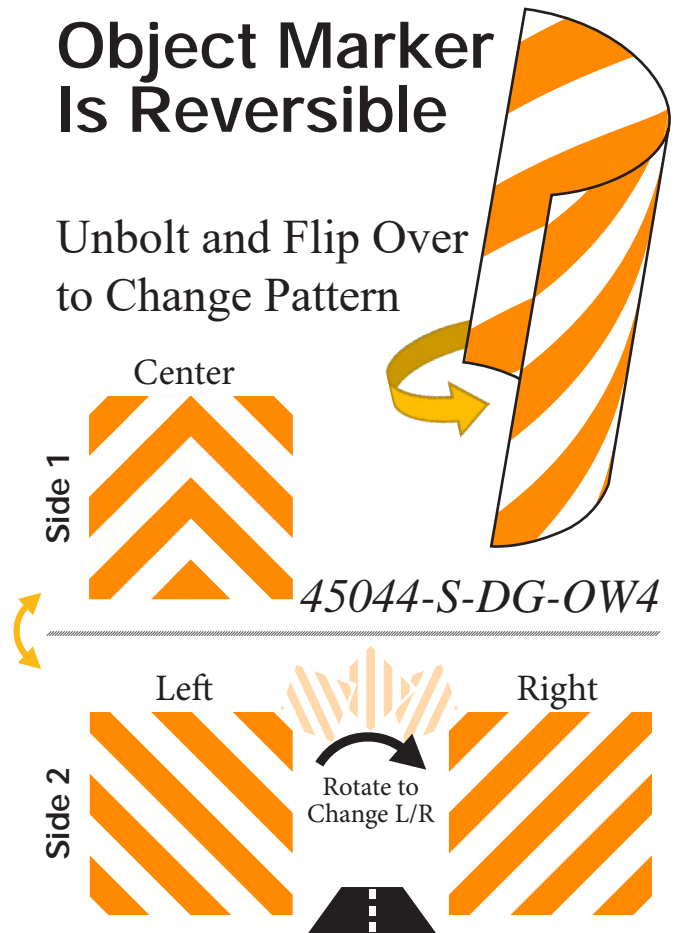 Object Marker
Is Reversible
Unbolt and Flip Over
to Change Pattern
Center
Side 1
45044-S-DG-OW4
Left
Right
Rotate to
Change L/R
Side 2